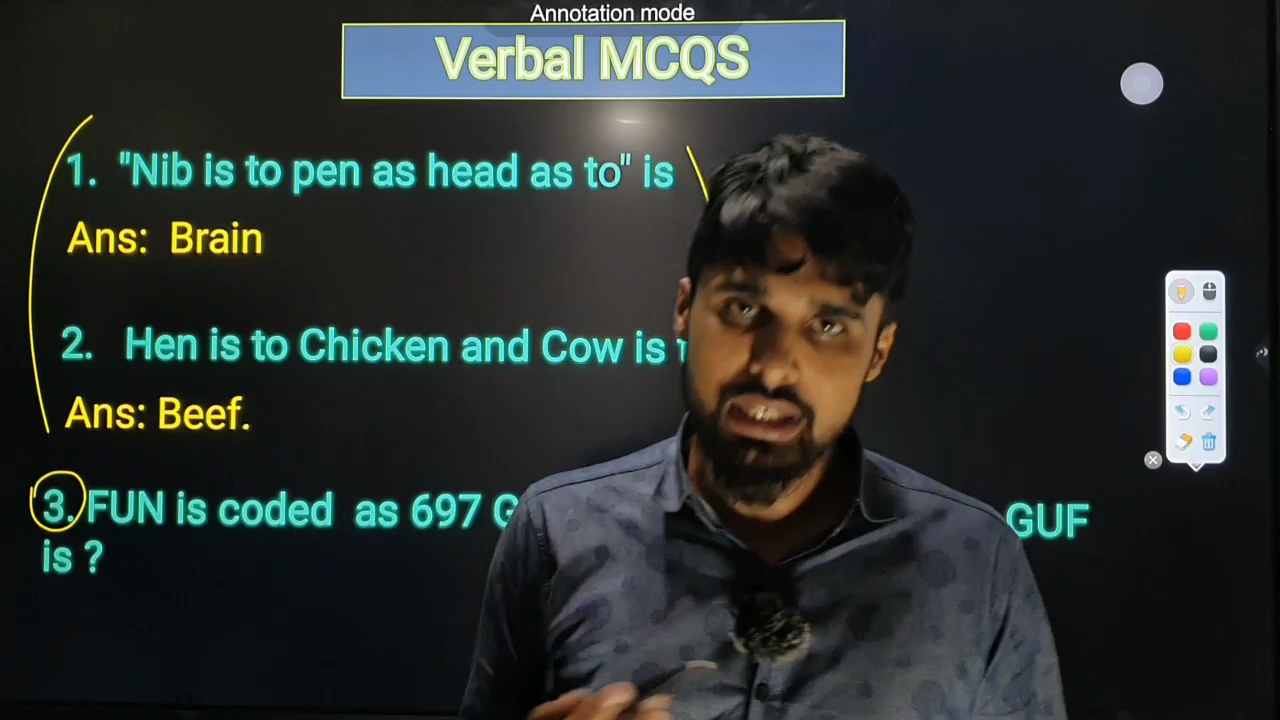 Annotation mode
Verbal MCQS
1. "Nib is to pen as head as to" is
Ans: Brain
2. Hen is to Chicken and Cow is
Ans: Beef.
3. FUN is coded as 697 GUF
is ?